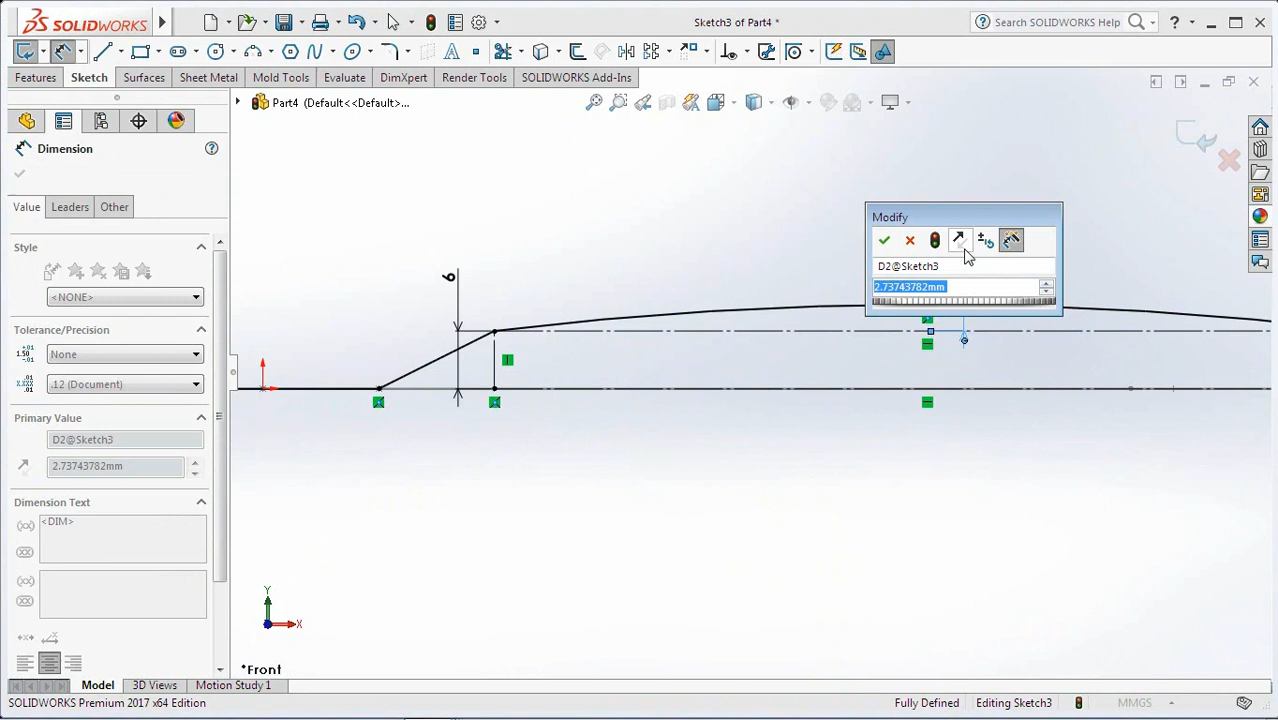 SOLIDWORKS
Sketch3 of Part4 *
Search SOLIDWORKS Help
?
Features Sketch Surfaces Sheet Metal Mold Tools Evaluate DimXpert Render Tools SOLIDWORKS Add-Ins
Part4 (Default<<Default>...
Dimension
Value Leaders Other
Style
<NONE>
Tolerance/Precision
None
.12 (Document)
Primary Value
D2@Sketch3
2.73743782mm
Dimension Text
<DIM>
Modify
D2@Sketch3
2.73743782mm
6
Y
X
*Front
Model 3D Views Motion Study 1
SOLIDWORKS Premium 2017 x64 Edition
Fully Defined Editing Sketch3 MMGS